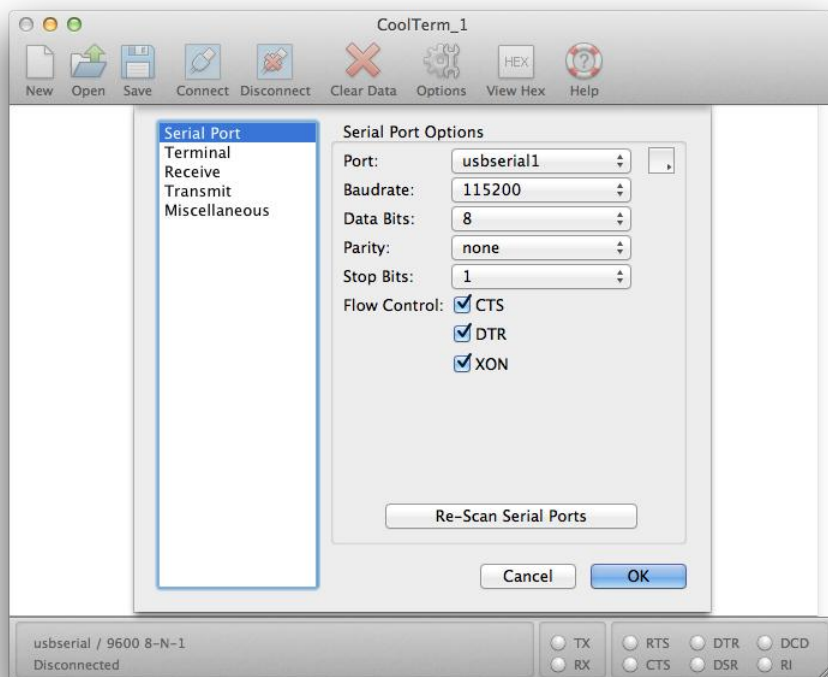 CoolTerm_1
New Open Save Connect Disconnect Clear Data Options HEX View Hex Help
Serial Port
Terminal
Receive
Transmit
Miscellaneous
Serial Port Options
Port: usbserial1
Baudrate: 115200
Data Bits: 8
Parity: none
Stop Bits: 1
Flow Control: CTS
DTR
XON
Re-Scan Serial Ports
Cancel OK
usbserial / 9600 8-N-1
Disconnected
TX RTS DTR DCD
RX CTS DSR RI